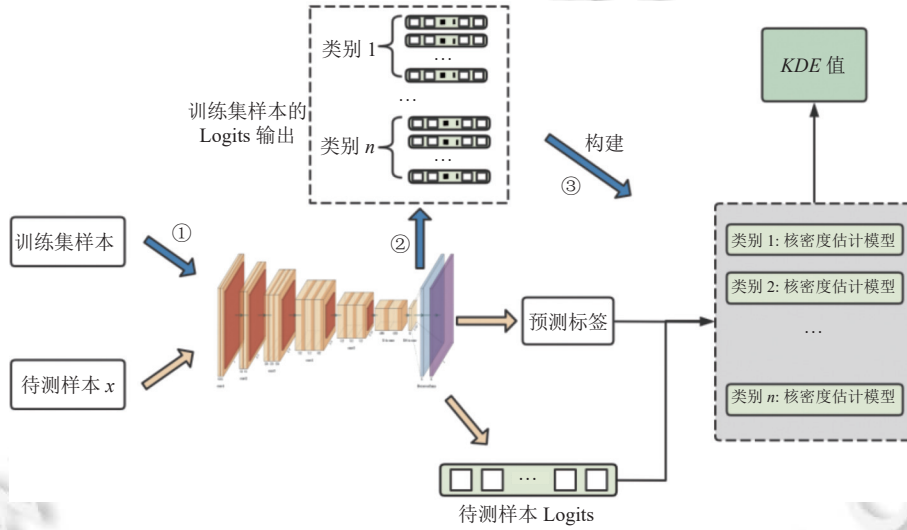 类别 1
...
...
训练集样本的
Logits 输出
类别 n
...
KDE 值
构建
③
①
②
训练集样本
待测样本 x
预测标签
类别 1: 核密度估计模型
类别 2: 核密度估计模型
...
类别 n: 核密度估计模型
...
待测样本 Logits